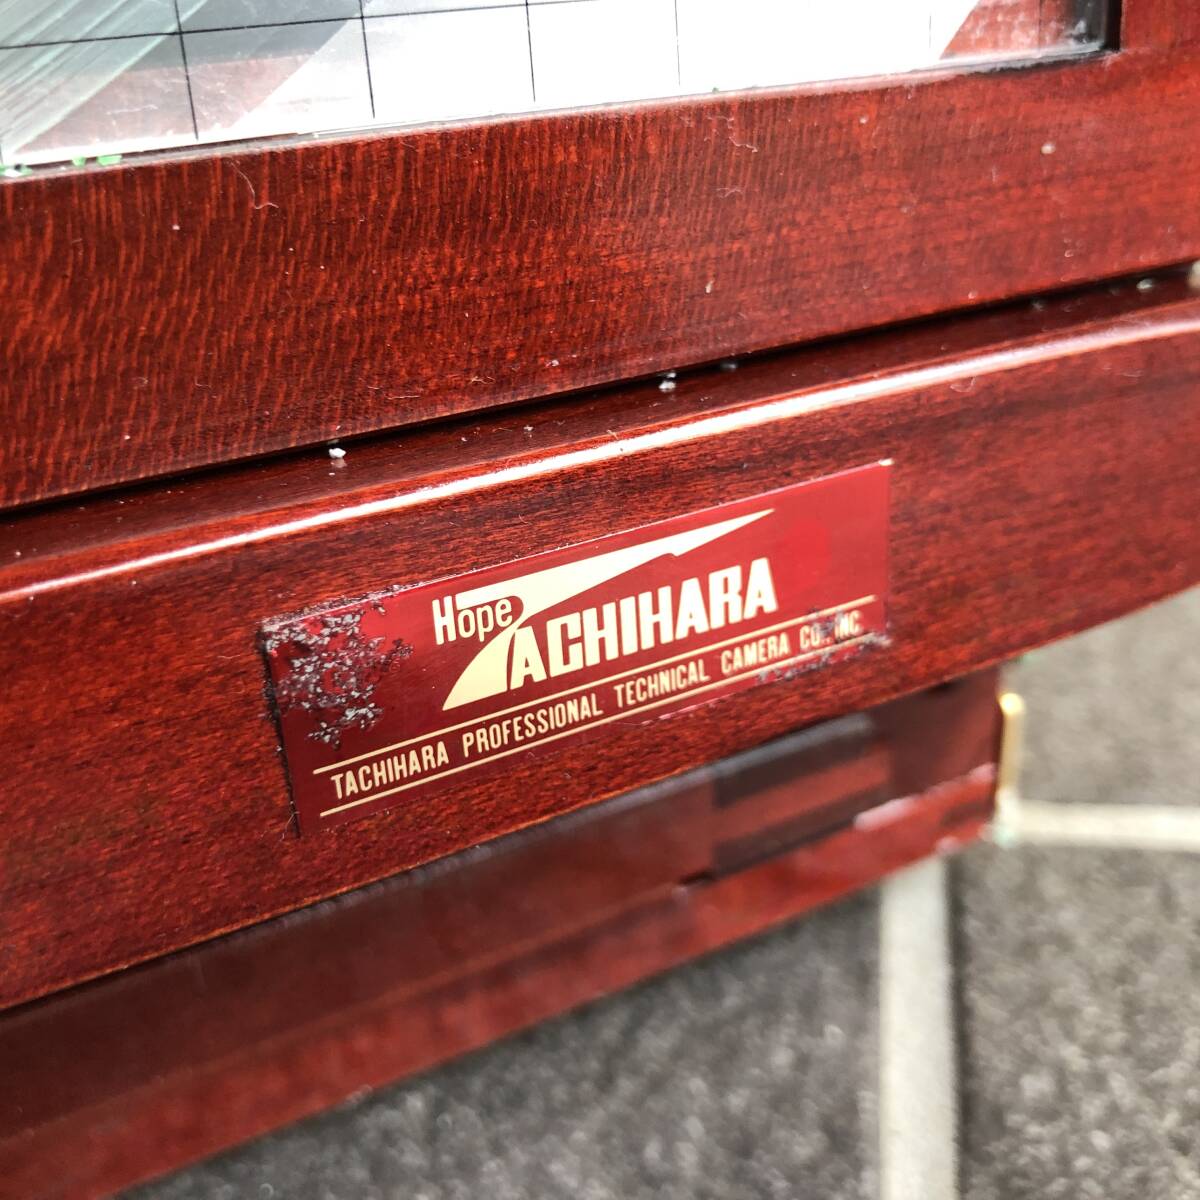 Hope
TACHIHARA
TACHIHARA PROFESSIONAL TECHNICAL CAMERA CO., INC.